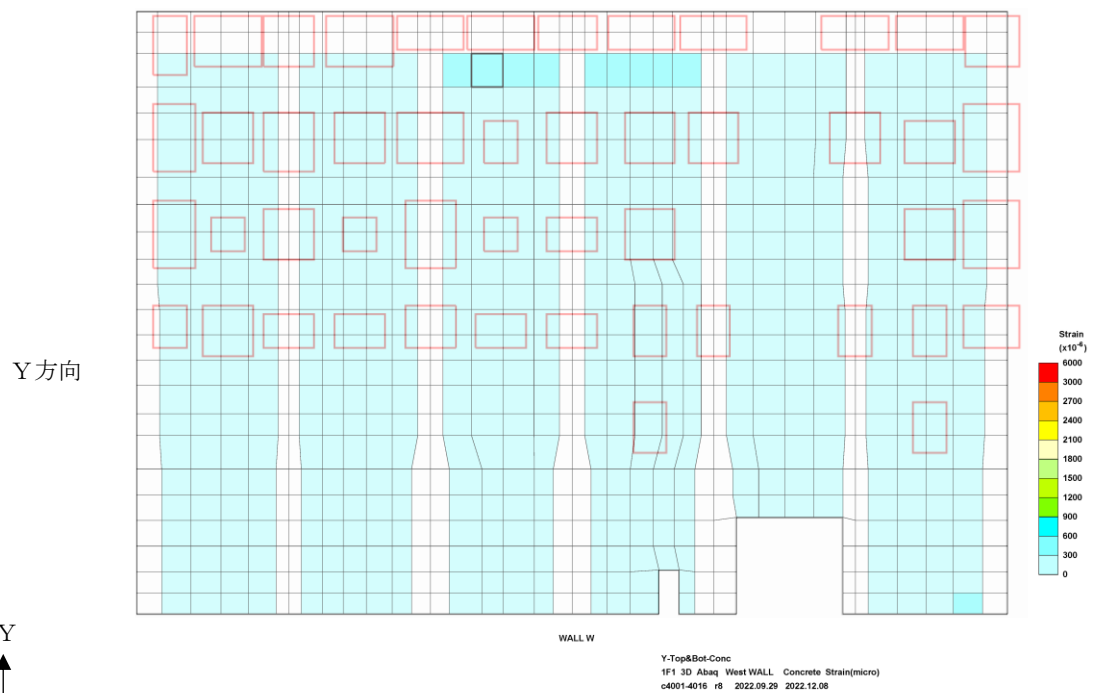 Y方向
Strain
(x10⁻⁶)
6000
3000
2700
2400
2100
1800
1500
1200
900
600
300
0
WALL W
Y
Y-Top&Bot-Conc
1F1 3D Abaq West WALL Concrete Strain(micro)
c4001-4016 r8 2022.09.29 2022.12.08